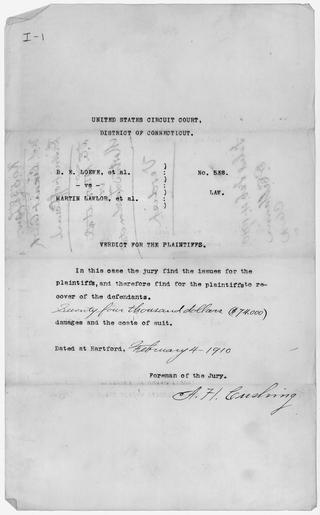 I-1
UNITED STATES CIRCUIT COURT,
DISTRICT OF CONNECTICUT.
D. E. LOEWE, et al.
- vs -
MARTIN LAWLOR, et al.
No. 588.
LAW.
VERDICT FOR THE PLAINTIFFS.
In this case the jury find the issues for the
plaintiffs, and therefore find for the plaintiffs to re-
cover of the defendants.
Seventy four thousand dollars ($74,000)
damages and the costs of suit.
Dated at Hartford, February 4 - 1910
Foreman of the Jury.
A. H. Cushing